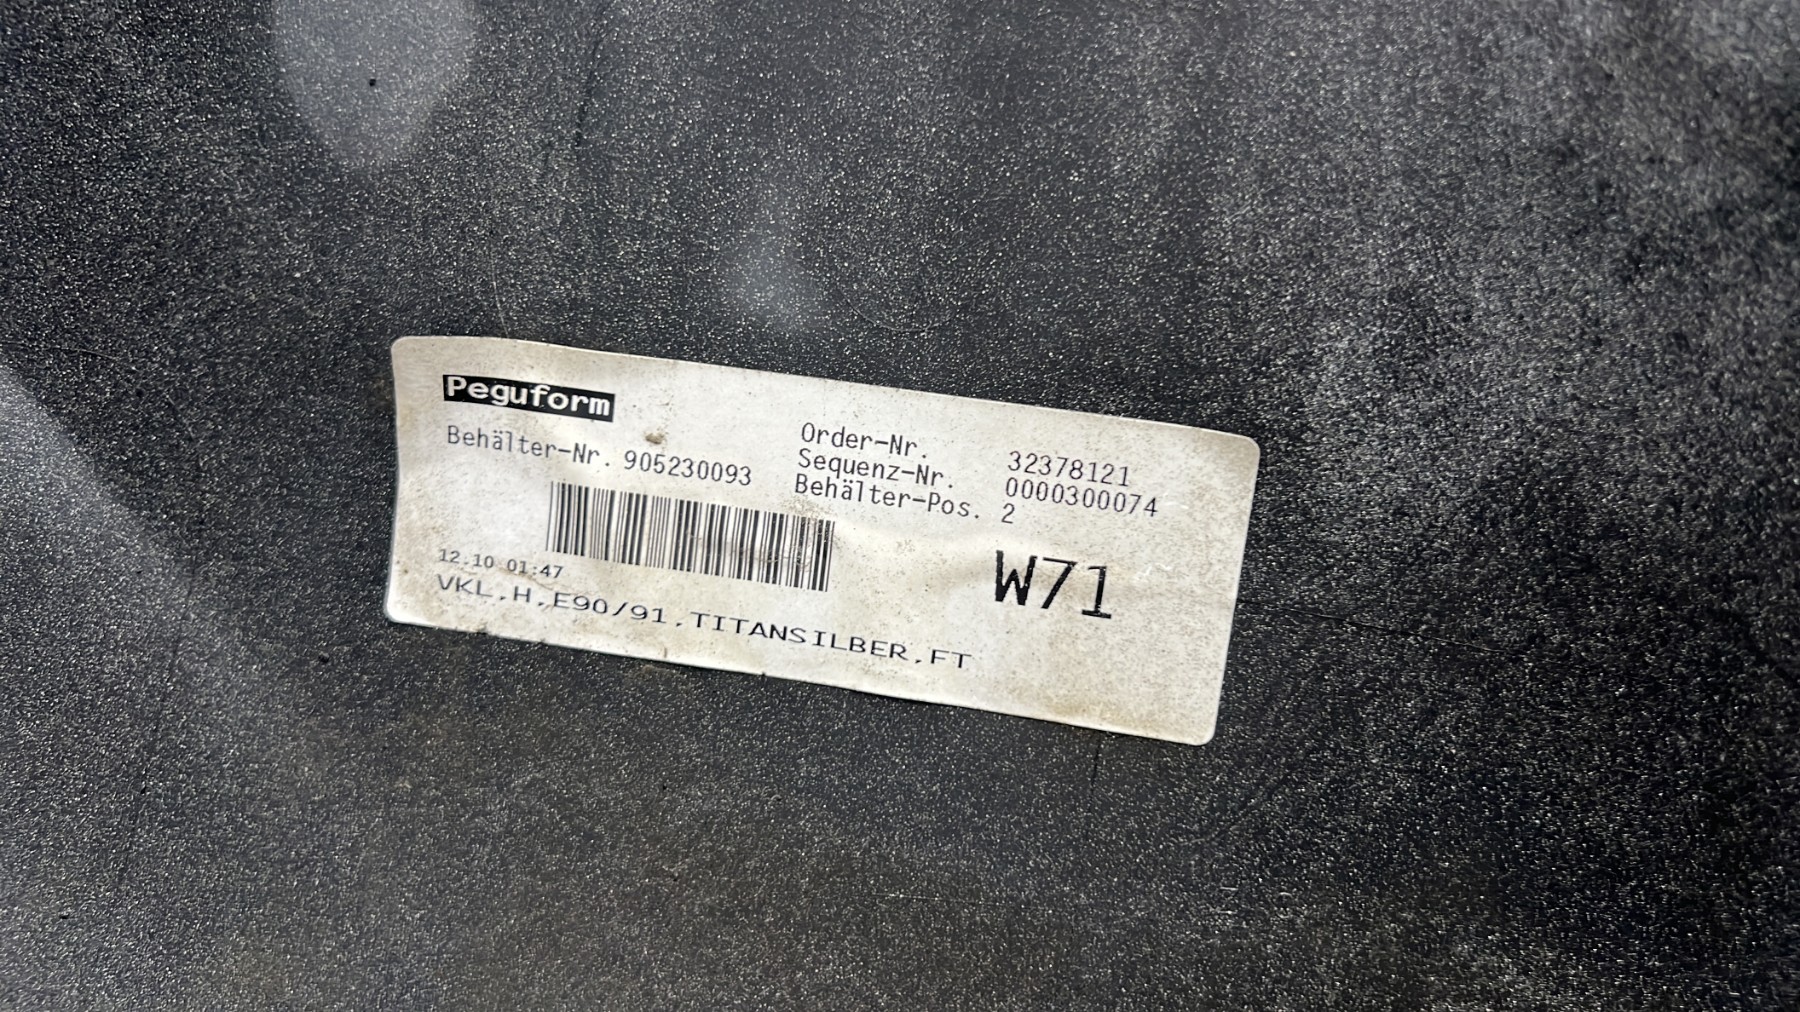 Peguform
Behälter-Nr. 905230093
Order-Nr. 32378121
Sequenz-Nr. 0000300074
Behälter-Pos. 2
W71
12.10 01:47
VKL,H,E90/91,TITANSILBER,FT